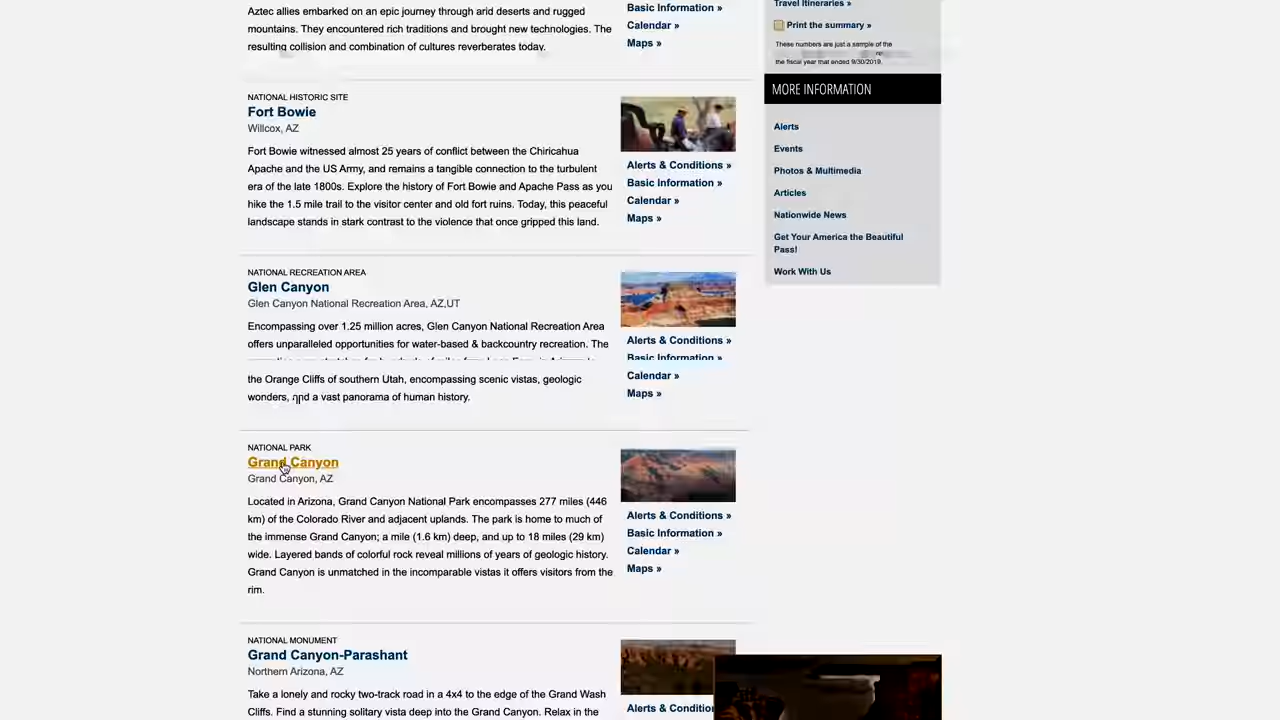 Aztec allies embarked on an epic journey through arid deserts and rugged
mountains. They encountered rich traditions and brought new technologies. The
resulting collision and combination of cultures reverberates today.
Basic Information »
Calendar »
Maps »
NATIONAL HISTORIC SITE
Fort Bowie
Willcox, AZ
Fort Bowie witnessed almost 25 years of conflict between the Chiricahua
Apache and the US Army, and remains a tangible connection to the turbulent
era of the late 1800s. Explore the history of Fort Bowie and Apache Pass as you
hike the 1.5 mile trail to the visitor center and old fort ruins. Today, this peaceful
landscape stands in stark contrast to the violence that once gripped this land.
Alerts & Conditions »
Basic Information »
Calendar »
Maps »
NATIONAL RECREATION AREA
Glen Canyon
Glen Canyon National Recreation Area, AZ,UT
Encompassing over 1.25 million acres, Glen Canyon National Recreation Area
offers unparalleled opportunities for water-based & backcountry recreation. The
the Orange Cliffs of southern Utah, encompassing scenic vistas, geologic
wonders, and a vast panorama of human history.
Alerts & Conditions »
Basic Information »
Calendar »
Maps »
NATIONAL PARK
Grand Canyon
Grand Canyon, AZ
Located in Arizona, Grand Canyon National Park encompasses 277 miles (446
km) of the Colorado River and adjacent uplands. The park is home to much of
the immense Grand Canyon; a mile (1.6 km) deep, and up to 18 miles (29 km)
wide. Layered bands of colorful rock reveal millions of years of geologic history.
Grand Canyon is unmatched in the incomparable vistas it offers visitors from the
rim.
Alerts & Conditions »
Basic Information »
Calendar »
Maps »
NATIONAL MONUMENT
Grand Canyon-Parashant
Northern Arizona, AZ
Take a lonely and rocky two-track road in a 4x4 to the edge of the Grand Wash
Cliffs. Find a stunning solitary vista deep into the Grand Canyon. Relax in the
Alerts & Conditio
Travel Itineraries »
Print the summary »
These numbers are just a sample of the
the fiscal year that ended 9/30/2019.
MORE INFORMATION
Alerts
Events
Photos & Multimedia
Articles
Nationwide News
Get Your America the Beautiful
Pass!
Work With Us